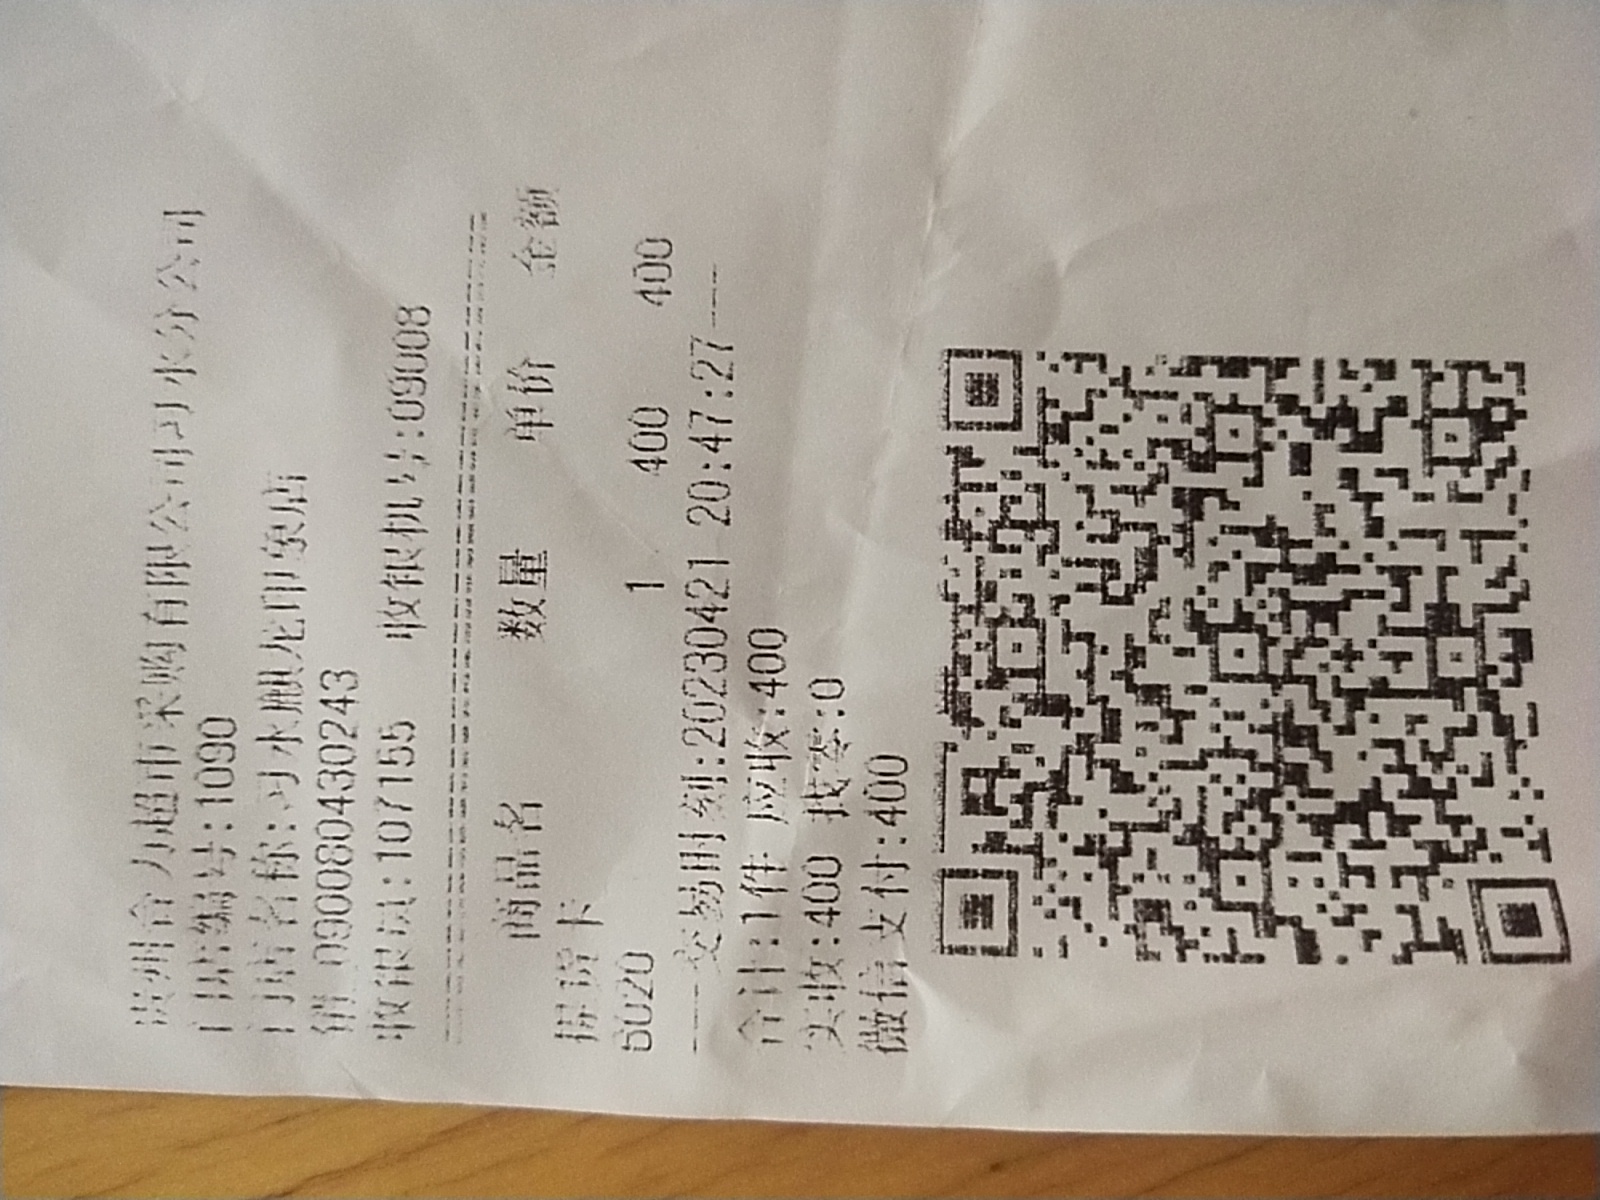 贵州合力超市采购有限公司习水分公司
门店编号:1090
门店名称:习水麒龙印象店
销 090080430243
收银员:107155 收银机号:09008
商品名 数量 单价 金额
提货卡
6020 1 400 400
----交易时刻:20230421 20:47:27----
合计:1件 应收:400
实收:400 找零:0
微信支付:400